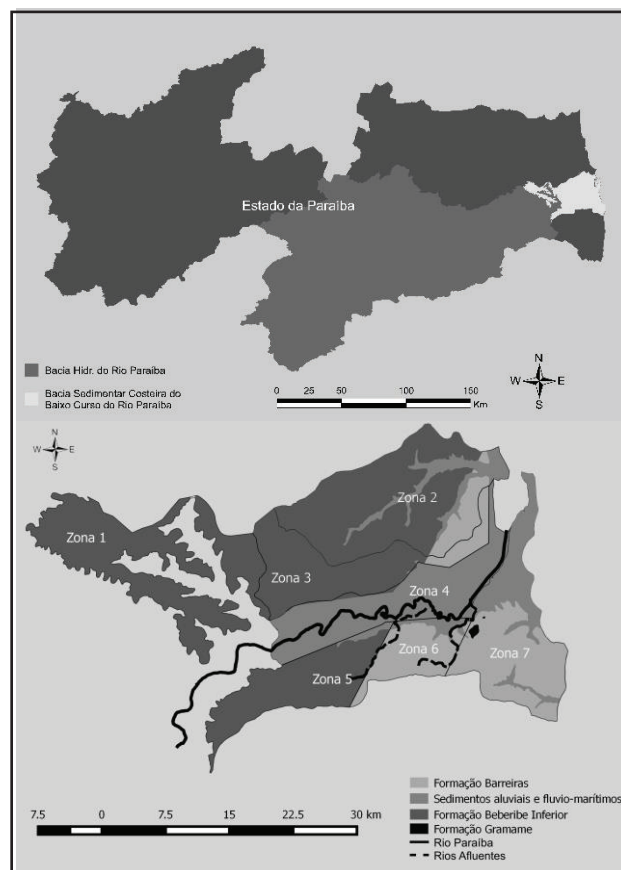 Estado da Paraíba
Bacia Hidr. do Rio Paraíba
Bacia Sedimentar Costeira do
Baixo Curso do Rio Paraíba
N
W E
S
0 25 50 100 150
Km
N
W E
S
Zona 1
Zona 2
Zona 3
Zona 4
Zona 5
Zona 6
Zona 7
Formação Barreiras
Sedimentos aluviais e fluvio-marítimos
Formação Beberibe Inferior
Formação Gramame
Rio Paraíba
Rios Afluentes
7.5 0 7.5 15 22.5 30 km